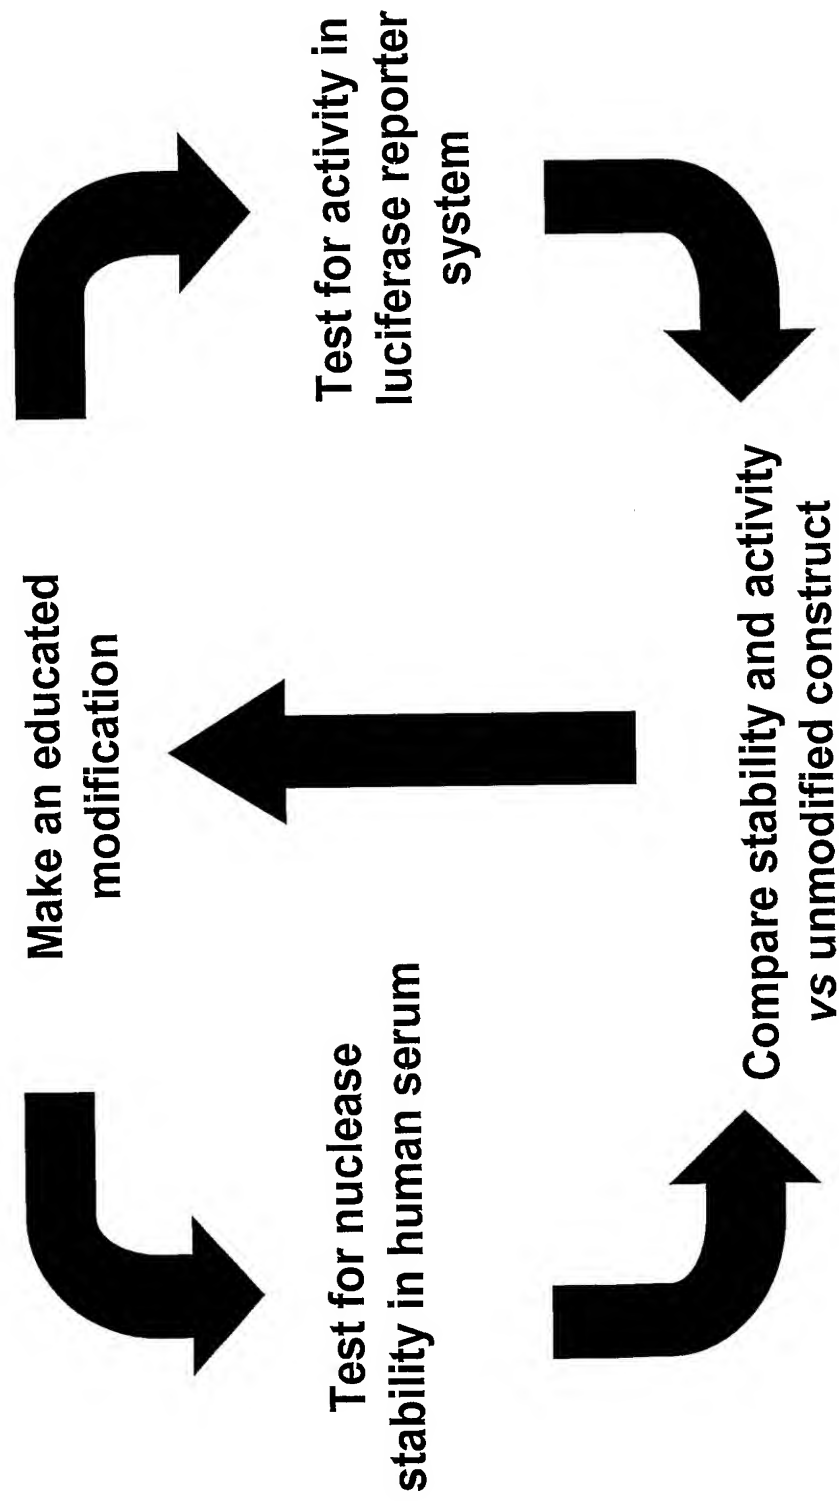 Make an educated
modification
Test for nuclease
stability in human serum
Test for activity in
luciferase reporter
system
Compare stability and activity
vs unmodified construct